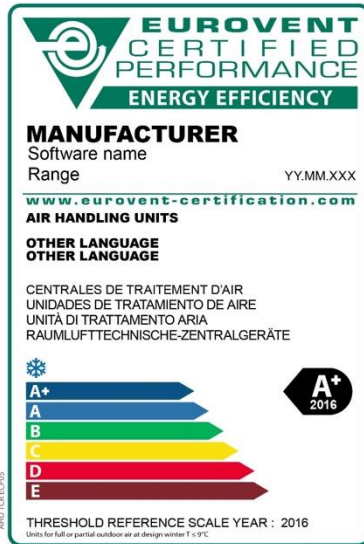 EUROVENT
CERTIFIED
PERFORMANCE
ENERGY EFFICIENCY
MANUFACTURER
Software name
Range YY.MM.XXX
www.eurovent-certification.com
AIR HANDLING UNITS
OTHER LANGUAGE
OTHER LANGUAGE
CENTRALES DE TRAITEMENT D'AIR
UNIDADES DE TRATAMIENTO DE AIRE
UNITÀ DI TRATTAMENTO ARIA
RAUMLUFTTECHNISCHE-ZENTRALGERÄTE
A+
A
B
C
D
E
A+
2016
THRESHOLD REFERENCE SCALE YEAR : 2016
Units for full or partial outdoor air at design winter T ≤ 9°C